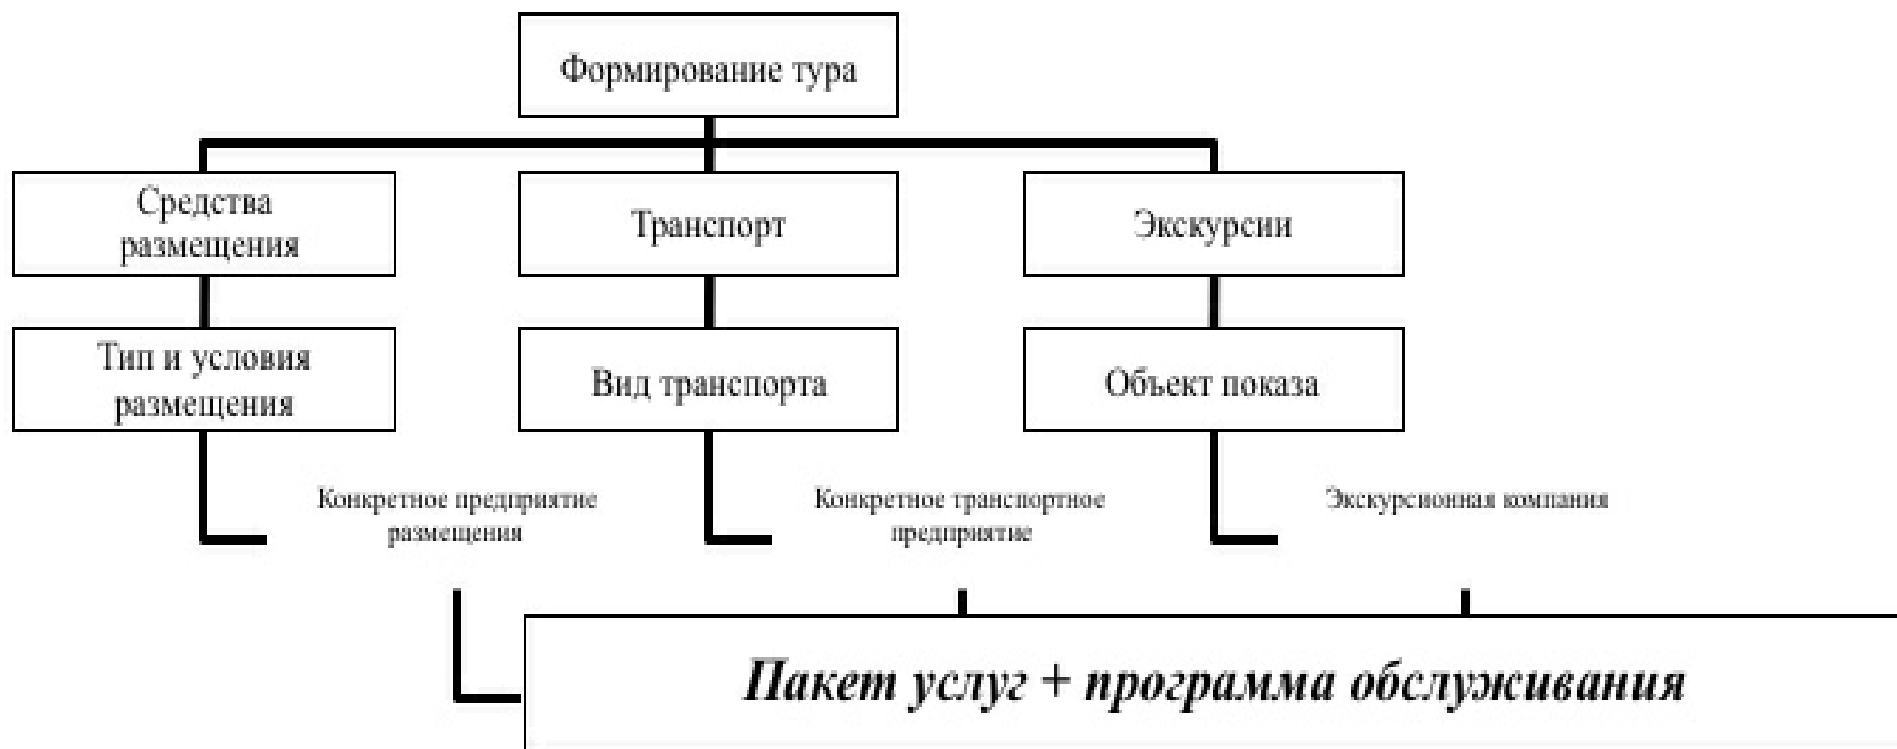 Формирование тура
Средства
размещения
Транспорт
Экскурсии
Тип и условия
размещения
Вид транспорта
Объект показа
Конкретное предприятие
размещения
Конкретное транспортное
предприятие
Экскурсионная компания
Пакет услуг + программа обслуживания